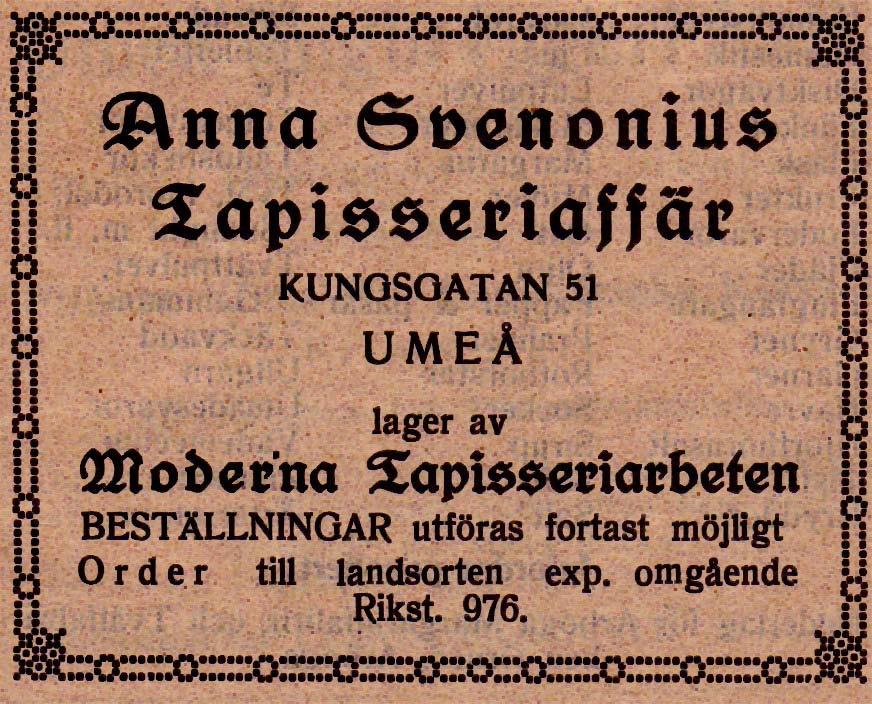 Anna Svenonius
Tapisseriaffär
KUNGSGATAN 51
UMEÅ
lager av
Moderna Tapisseriarbeten
BESTÄLLNINGAR utföras fortast möjligt
Order till landsorten exp. omgående
Rikst. 976.